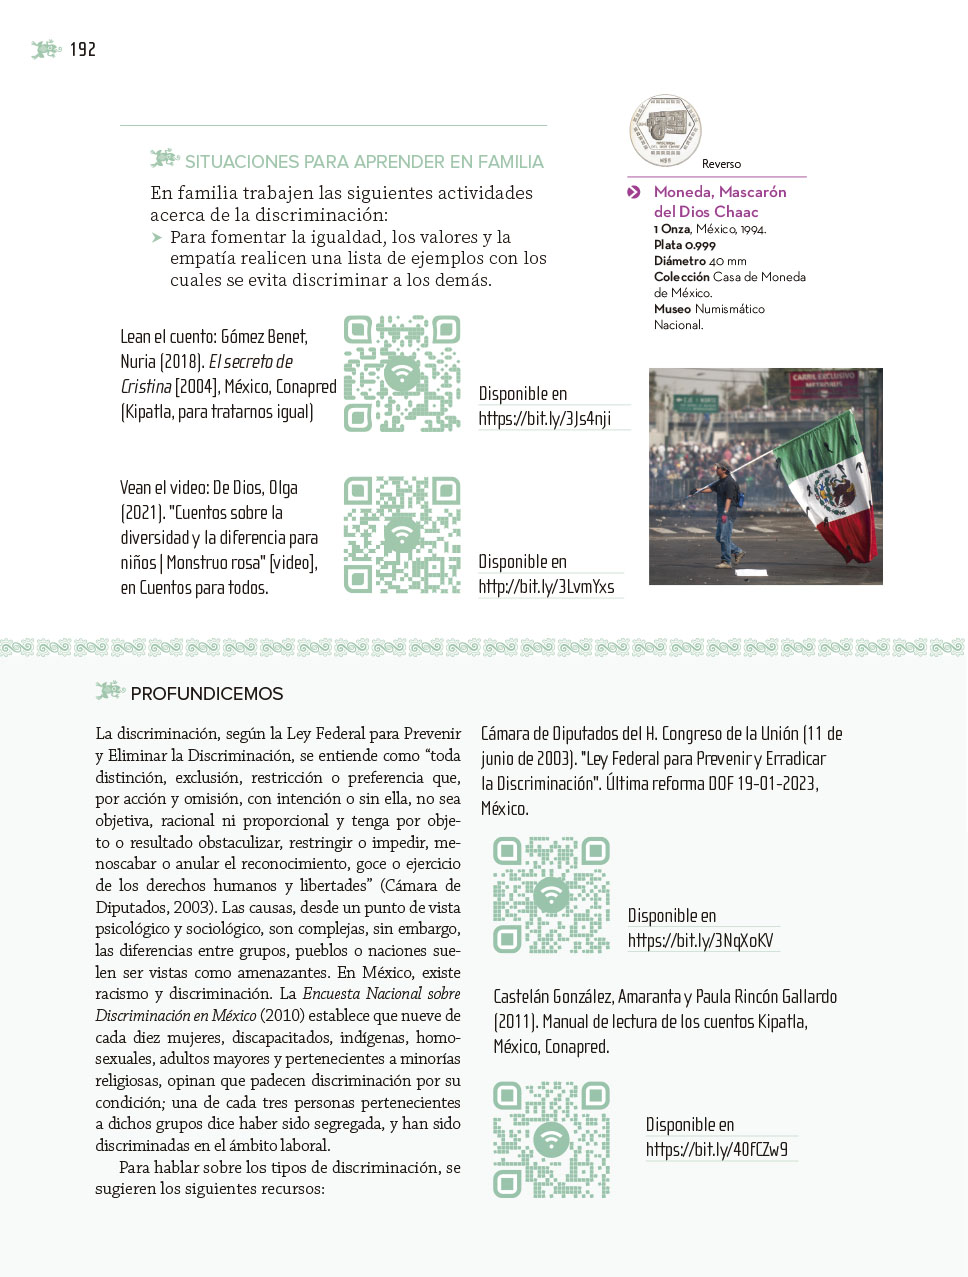 192
SITUACIONES PARA APRENDER EN FAMILIA
En familia trabajen las siguientes actividades
acerca de la discriminación:
Para fomentar la igualdad, los valores y la
empatía realicen una lista de ejemplos con los
cuales se evita discriminar a los demás.
Lean el cuento: Gómez Benet,
Nuria (2018). El secreto de
Cristina [2004], México, Conapred
(Kipatla, para tratarnos igual)
Disponible en
https://bit.ly/3Js4nji
Vean el video: De Dios, Olga
(2021). "Cuentos sobre la
diversidad y la diferencia para
niños | Monstruo rosa" [video],
en Cuentos para todos.
Disponible en
http://bit.ly/3LvmYxs
Reverso
Moneda, Mascarón
del Dios Chaac
1 Onza, México, 1994.
Plata 0.999
Diámetro 40 mm
Colección Casa de Moneda
de México.
Museo Numismático
Nacional.
CARRIL EXCLUSIVO
METROBUS
EJE 1 NORTE
PROFUNDICEMOS
La discriminación, según la Ley Federal para Prevenir
y Eliminar la Discriminación, se entiende como “toda
distinción, exclusión, restricción o preferencia que,
por acción y omisión, con intención o sin ella, no sea
objetiva, racional ni proporcional y tenga por obje-
to o resultado obstaculizar, restringir o impedir, me-
noscabar o anular el reconocimiento, goce o ejercicio
de los derechos humanos y libertades” (Cámara de
Diputados, 2003). Las causas, desde un punto de vista
psicológico y sociológico, son complejas, sin embargo,
las diferencias entre grupos, pueblos o naciones sue-
len ser vistas como amenazantes. En México, existe
racismo y discriminación. La Encuesta Nacional sobre
Discriminación en México (2010) establece que nueve de
cada diez mujeres, discapacitados, indígenas, homo-
sexuales, adultos mayores y pertenecientes a minorías
religiosas, opinan que padecen discriminación por su
condición; una de cada tres personas pertenecientes
a dichos grupos dice haber sido segregada, y han sido
discriminadas en el ámbito laboral.
Para hablar sobre los tipos de discriminación, se
sugieren los siguientes recursos:
Cámara de Diputados del H. Congreso de la Unión (11 de
junio de 2003). "Ley Federal para Prevenir y Erradicar
la Discriminación". Última reforma DOF 19-01-2023,
México.
Disponible en
https://bit.ly/3NqXoKV
Castelán González, Amaranta y Paula Rincón Gallardo
(2011). Manual de lectura de los cuentos Kipatla,
México, Conapred.
Disponible en
https://bit.ly/40fCZw9